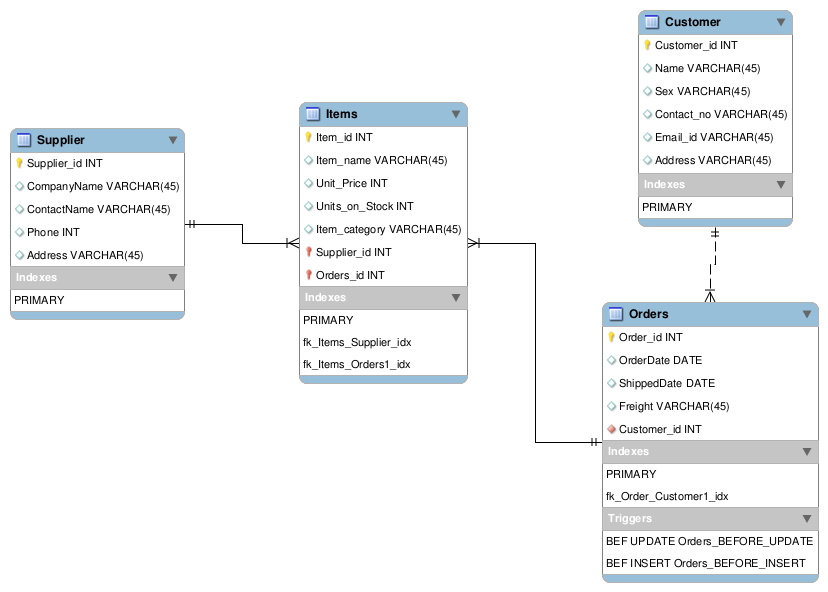 Supplier
Supplier_id INT
CompanyName VARCHAR(45)
ContactName VARCHAR(45)
Phone INT
Address VARCHAR(45)
Indexes
PRIMARY
Items
Item_id INT
Item_name VARCHAR(45)
Unit_Price INT
Units_on_Stock INT
Item_category VARCHAR(45)
Supplier_id INT
Orders_id INT
Indexes
PRIMARY
fk_Items_Supplier_idx
fk_Items_Orders1_idx
Customer
Customer_id INT
Name VARCHAR(45)
Sex VARCHAR(45)
Contact_no VARCHAR(45)
Email_id VARCHAR(45)
Address VARCHAR(45)
Indexes
PRIMARY
Orders
Order_id INT
OrderDate DATE
ShippedDate DATE
Freight VARCHAR(45)
Customer_id INT
Indexes
PRIMARY
fk_Order_Customer1_idx
Triggers
BEF UPDATE Orders_BEFORE_UPDATE
BEF INSERT Orders_BEFORE_INSERT